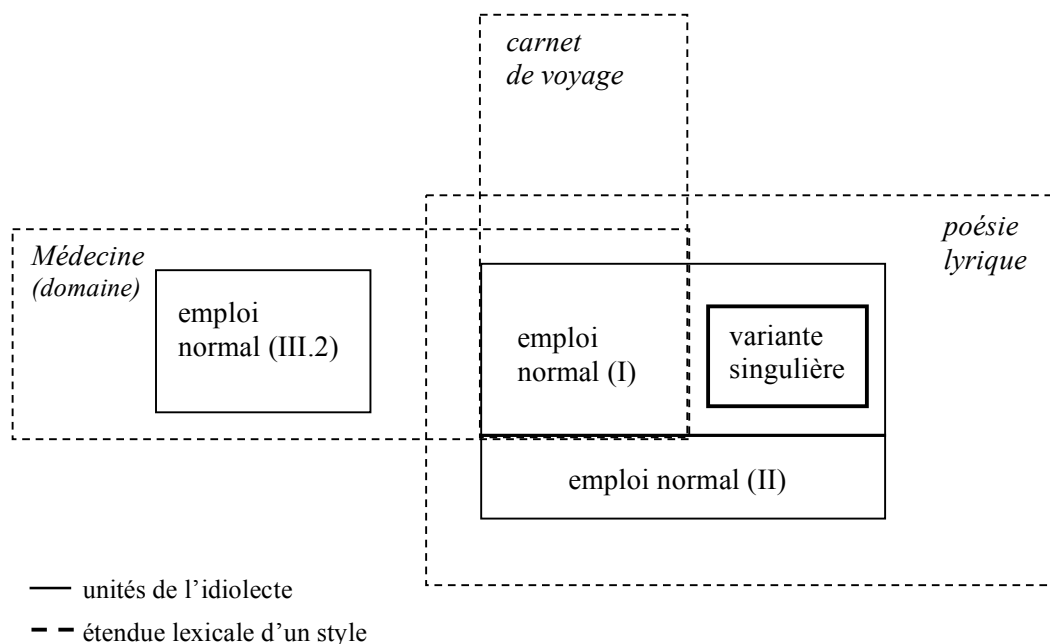 carnet
de voyage
poésie
lyrique
Médecine
(domaine)
emploi
normal (III.2)
emploi
normal (I)
variante
singulière
emploi normal (II)
unités de l’idiolecte
étendue lexicale d’un style